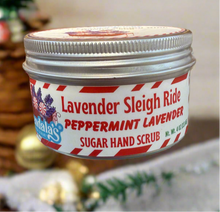 Lavender Sleigh Ride
PEPPERMINT LAVENDER
SUGAR HAND SCRUB